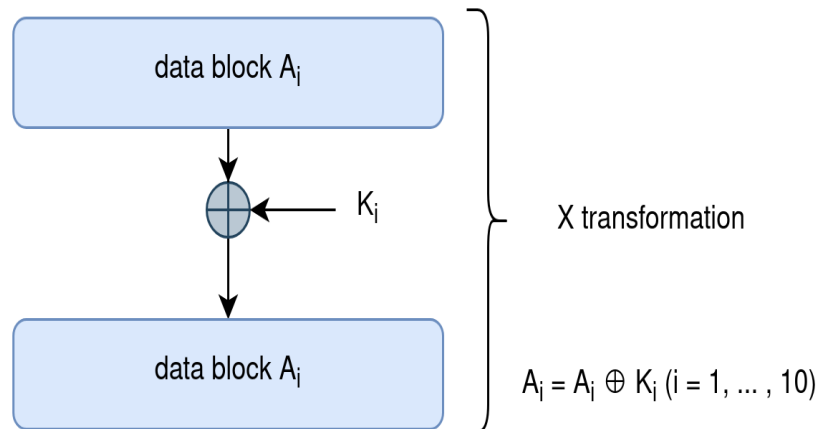 data block Aᵢ
Kᵢ
X transformation
data block Aᵢ
Aᵢ = Aᵢ ⊕ Kᵢ (i = 1, ... , 10)